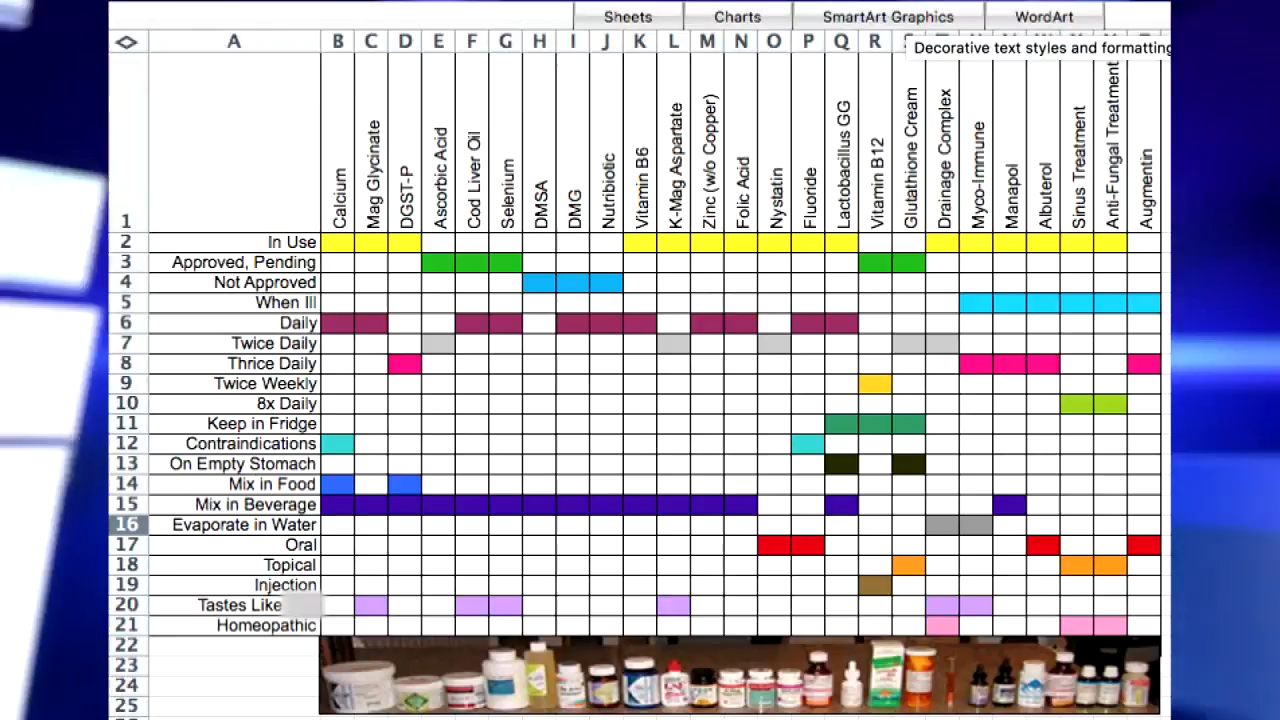 Sheets Charts SmartArt Graphics WordArt
A B C D E F G H I J K L M N O P Q R
Decorative text styles and formatting
Calcium
Mag Glycinate
DGST-P
Ascorbic Acid
Cod Liver Oil
Selenium
DMSA
DMG
Nutribiotic
Vitamin B6
K-Mag Aspartate
Zinc (w/o Copper)
Folic Acid
Nystatin
Fluoride
Lactobacillus GG
Vitamin B12
Glutathione Cream
Drainage Complex
Myco-Immune
Manapol
Albuterol
Sinus Treatment
Anti-Fungal Treatment
Augmentin
1
2 In Use
3 Approved, Pending
4 Not Approved
5 When Ill
6 Daily
7 Twice Daily
8 Thrice Daily
9 Twice Weekly
10 8x Daily
11 Keep in Fridge
12 Contraindications
13 On Empty Stomach
14 Mix in Food
15 Mix in Beverage
16 Evaporate in Water
17 Oral
18 Topical
19 Injection
20 Tastes Like
21 Homeopathic
22
23
24
25